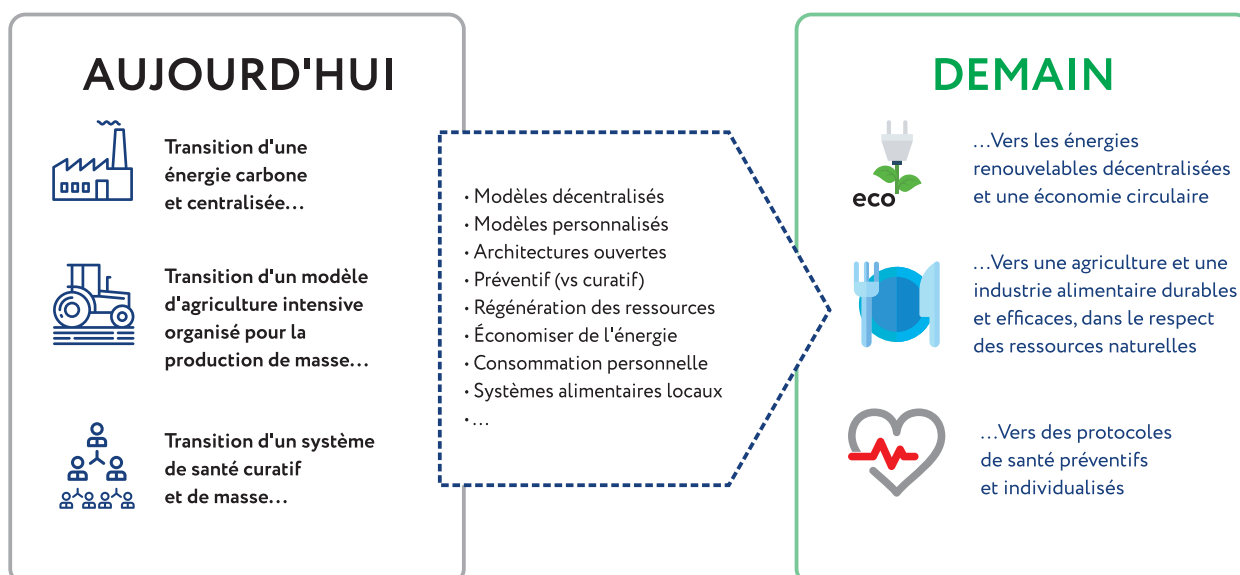 AUJOURD'HUI
Transition d'une
énergie carbone
et centralisée...
Transition d'un modèle
d'agriculture intensive
organisé pour la
production de masse...
Transition d'un système
de santé curatif
et de masse...
• Modèles décentralisés
• Modèles personnalisés
• Architectures ouvertes
• Préventif (vs curatif)
• Régénération des ressources
• Économiser de l'énergie
• Consommation personnelle
• Systèmes alimentaires locaux
• ...
DEMAIN
eco
...Vers les énergies
renouvelables décentralisées
et une économie circulaire
...Vers une agriculture et une
industrie alimentaire durables
et efficaces, dans le respect
des ressources naturelles
...Vers des protocoles
de santé préventifs
et individualisés